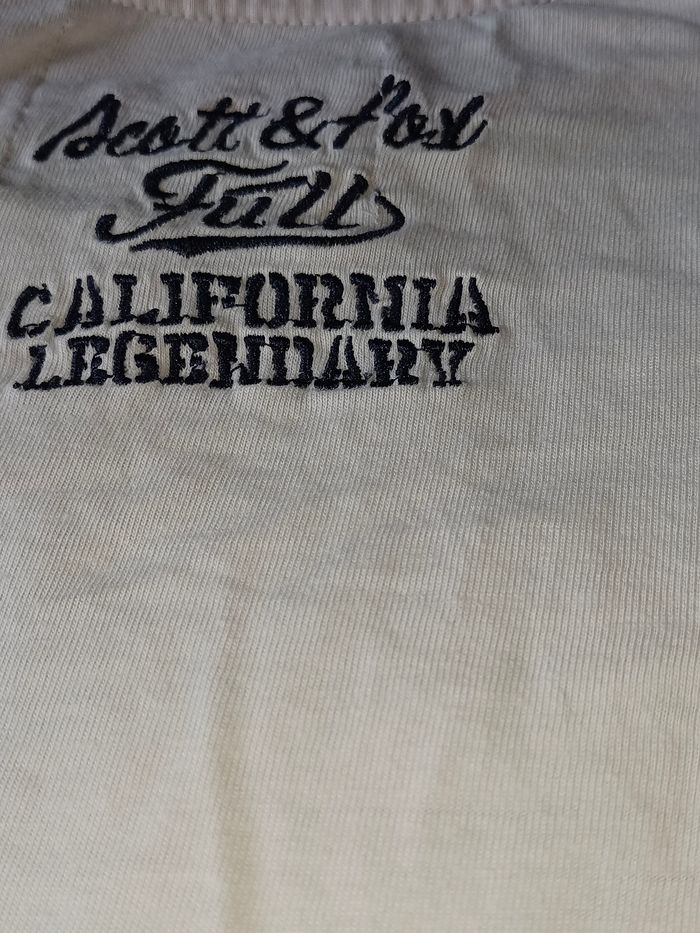 Scott & Fox
Full
CALIFORNIA
LEGENDARY